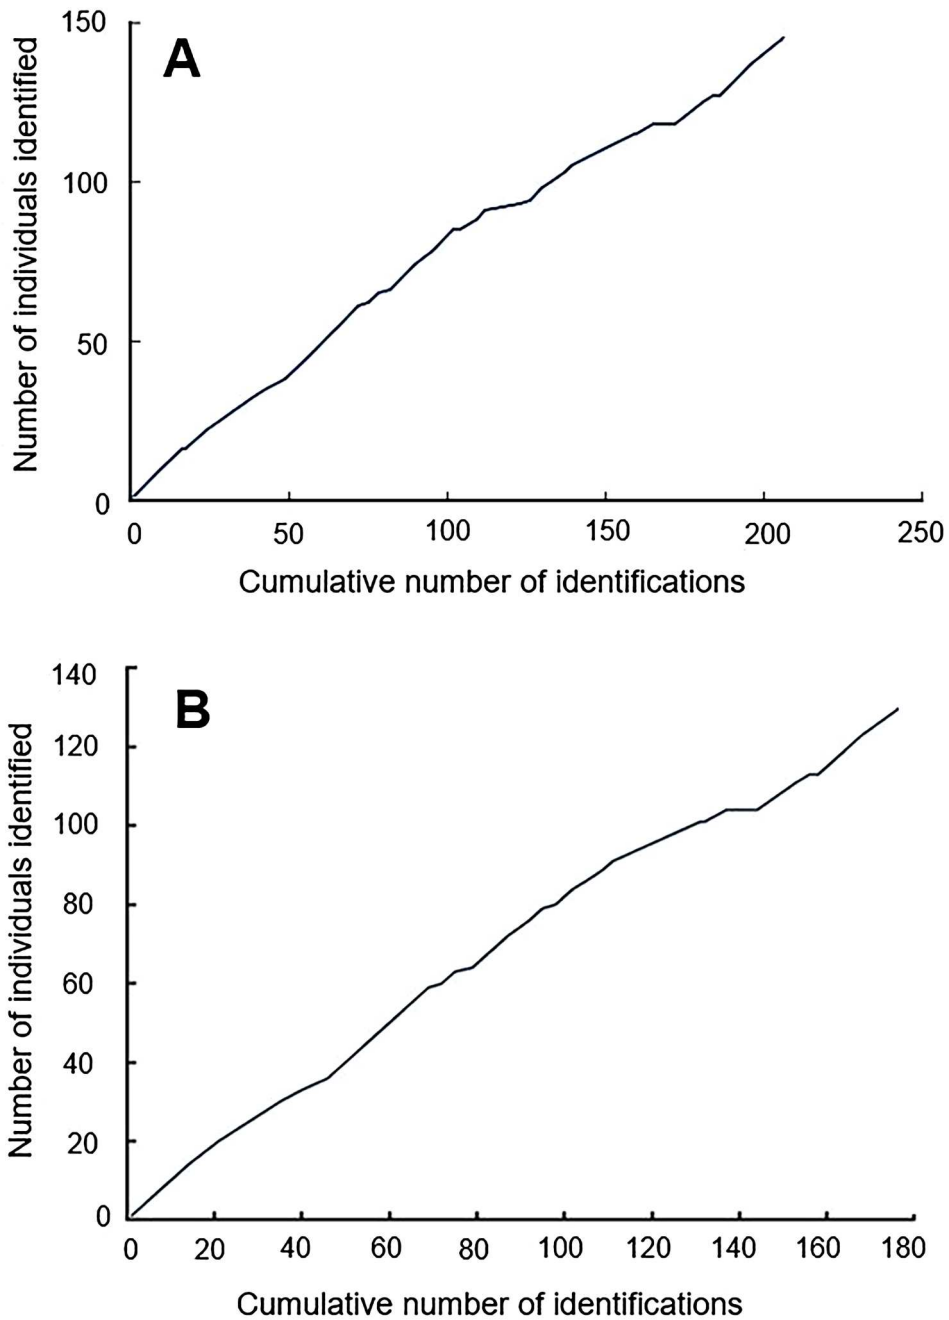 A
Number of individuals identified
150
100
50
0
0 50 100 150 200 250
Cumulative number of identifications
B
Number of individuals identified
140
120
100
80
60
40
20
0
0 20 40 60 80 100 120 140 160 180
Cumulative number of identifications